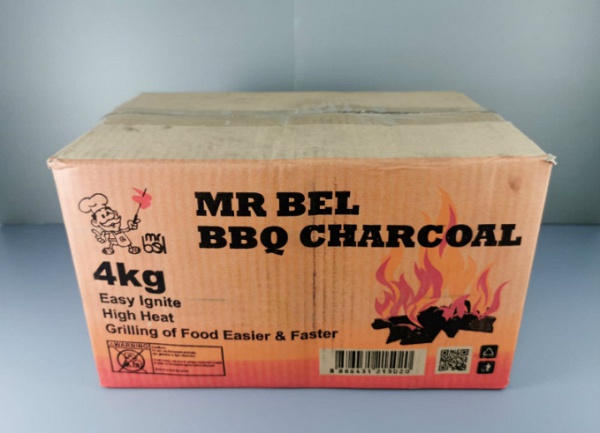 MR BEL
BBQ CHARCOAL
mr
bel
4kg
Easy Ignite
High Heat
Grilling of Food Easier & Faster
WARNING